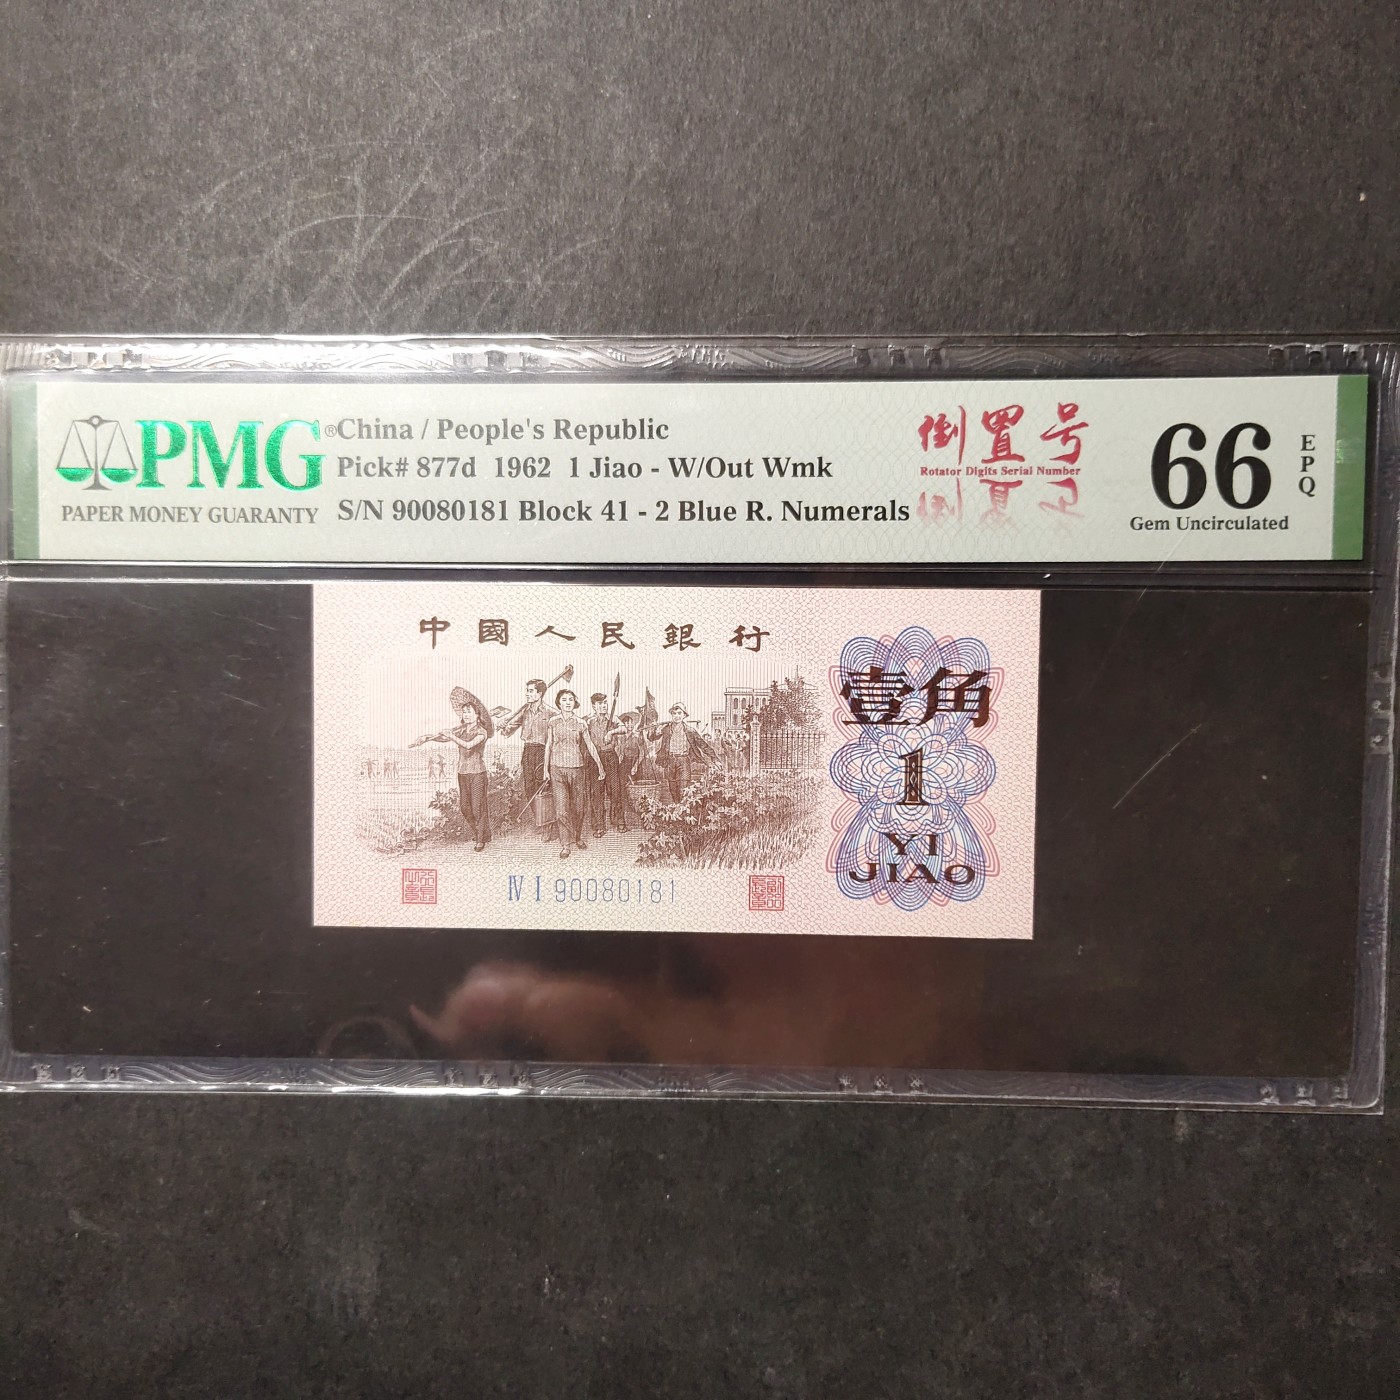 PMG®
PAPER MONEY GUARANTY
China / People's Republic
Pick# 877d 1962 1 Jiao - W/Out Wmk
S/N 90080181 Block 41 - 2 Blue R. Numerals
倒置号
Rotator Digits Serial Number
66
EPQ
Gem Uncirculated
中國人民銀行
壹角
1
YI
JIAO
IV I 90080181